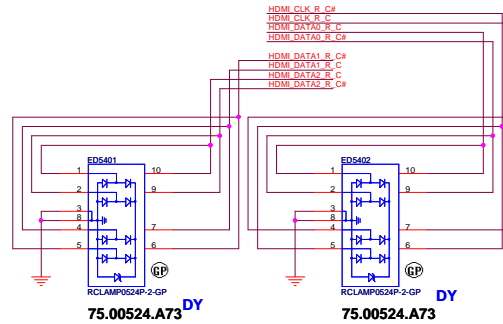 HDMI_CLK_R_C#
HDMI_CLK_R_C
HDMI_DATA0_R_C
HDMI_DATA0_R_C#
HDMI_DATA1_R_C#
HDMI_DATA1_R_C
HDMI_DATA2_R_C
HDMI_DATA2_R_C#
ED5401
1 10
2 9
3
8
4 7
5 6
GP
RCLAMP0524P-2-GP
DY
75.00524.A73
ED5402
1 10
2 9
3
8
4 7
5 6
GP
RCLAMP0524P-2-GP
DY
75.00524.A73